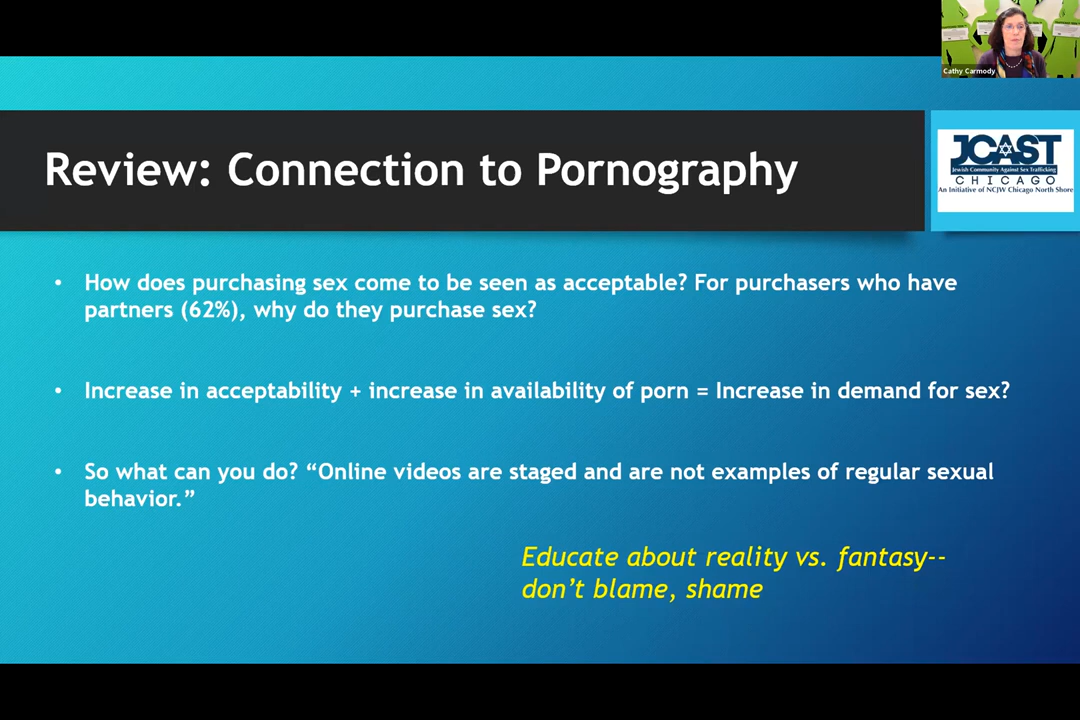 Cathy Carmody
Review: Connection to Pornography
JCAST
Jewish Community Against Sex Trafficking
CHICAGO
An Initiative of NCJW Chicago North Shore
• How does purchasing sex come to be seen as acceptable? For purchasers who have
partners (62%), why do they purchase sex?
• Increase in acceptability + increase in availability of porn = Increase in demand for sex?
• So what can you do? “Online videos are staged and are not examples of regular sexual
behavior.”
Educate about reality vs. fantasy--
don’t blame, shame